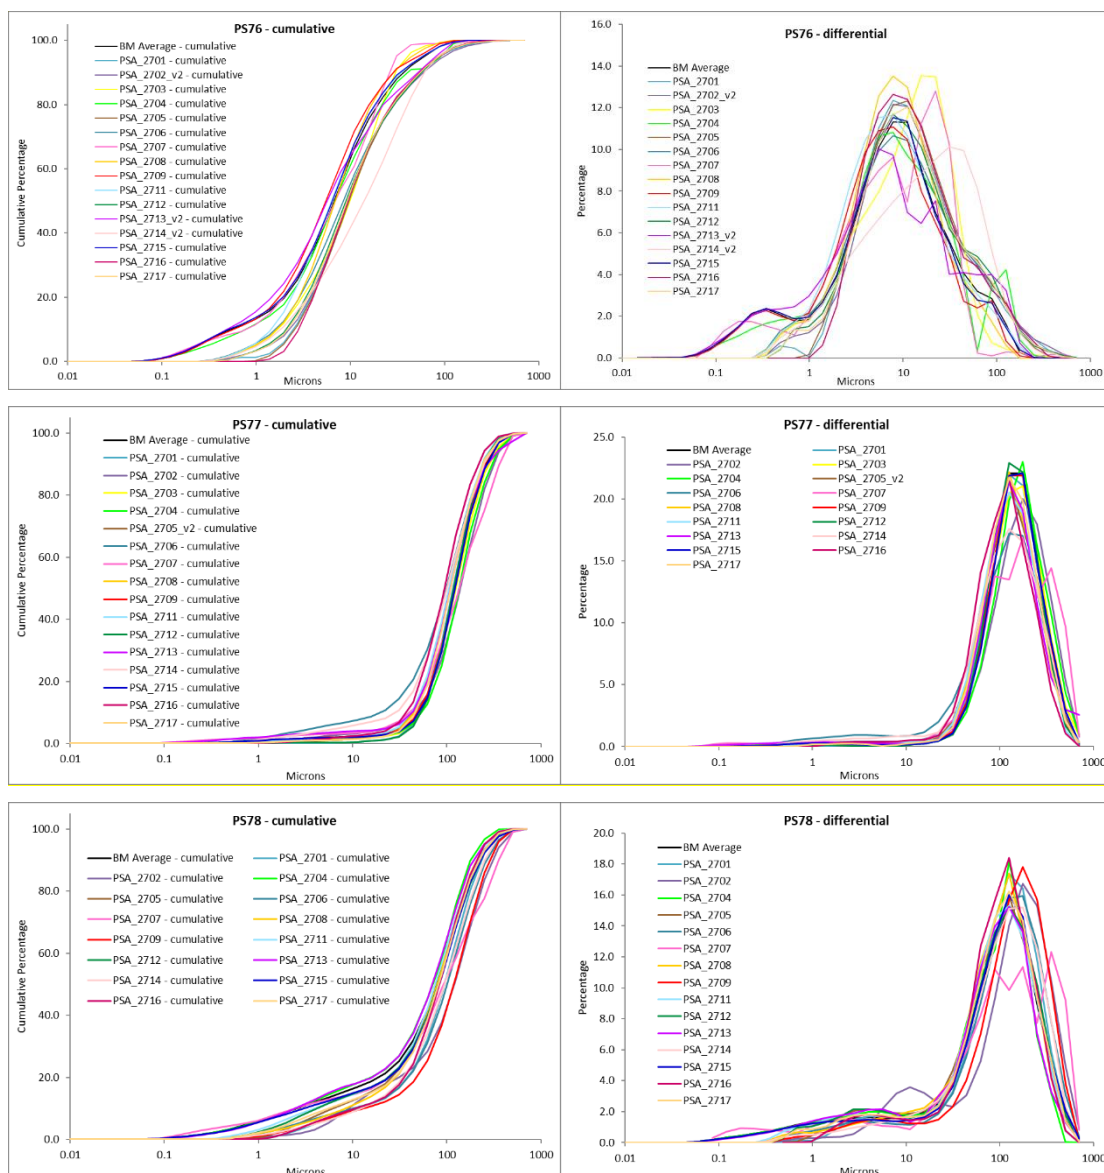 PS76 - cumulative
Cumulative Percentage
100.0
80.0
60.0
40.0
20.0
0.0
BM Average - cumulative
PSA_2701 - cumulative
PSA_2702_v2 - cumulative
PSA_2703 - cumulative
PSA_2704 - cumulative
PSA_2705 - cumulative
PSA_2706 - cumulative
PSA_2707 - cumulative
PSA_2708 - cumulative
PSA_2709 - cumulative
PSA_2711 - cumulative
PSA_2712 - cumulative
PSA_2713_v2 - cumulative
PSA_2714_v2 - cumulative
PSA_2715 - cumulative
PSA_2716 - cumulative
PSA_2717 - cumulative
0.01 0.1 1 10 100 1000
Microns
PS76 - differential
Percentage
16.0
14.0
12.0
10.0
8.0
6.0
4.0
2.0
0.0
BM Average
PSA_2701
PSA_2702_v2
PSA_2703
PSA_2704
PSA_2705
PSA_2706
PSA_2707
PSA_2708
PSA_2709
PSA_2711
PSA_2712
PSA_2713_v2
PSA_2714_v2
PSA_2715
PSA_2716
PSA_2717
0.01 0.1 1 10 100 1000
Microns
PS77 - cumulative
Cumulative Percentage
100.0
80.0
60.0
40.0
20.0
0.0
BM Average - cumulative
PSA_2701 - cumulative
PSA_2702 - cumulative
PSA_2703 - cumulative
PSA_2704 - cumulative
PSA_2705_v2 - cumulative
PSA_2706 - cumulative
PSA_2707 - cumulative
PSA_2708 - cumulative
PSA_2709 - cumulative
PSA_2711 - cumulative
PSA_2712 - cumulative
PSA_2713 - cumulative
PSA_2714 - cumulative
PSA_2715 - cumulative
PSA_2716 - cumulative
PSA_2717 - cumulative
0.01 0.1 1 10 100 1000
Microns
PS77 - differential
Percentage
25.0
20.0
15.0
10.0
5.0
0.0
BM Average PSA_2701
PSA_2702 PSA_2703
PSA_2704 PSA_2705_v2
PSA_2706 PSA_2707
PSA_2708 PSA_2709
PSA_2711 PSA_2712
PSA_2713 PSA_2714
PSA_2715 PSA_2716
PSA_2717
0.01 0.1 1 10 100 1000
Microns
PS78 - cumulative
Cumulative Percentage
100.0
80.0
60.0
40.0
20.0
0.0
BM Average - cumulative PSA_2701 - cumulative
PSA_2702 - cumulative PSA_2704 - cumulative
PSA_2705 - cumulative PSA_2706 - cumulative
PSA_2707 - cumulative PSA_2708 - cumulative
PSA_2709 - cumulative PSA_2711 - cumulative
PSA_2712 - cumulative PSA_2713 - cumulative
PSA_2714 - cumulative PSA_2715 - cumulative
PSA_2716 - cumulative PSA_2717 - cumulative
0.01 0.1 1 10 100 1000
Microns
PS78 - differential
Percentage
20.0
18.0
16.0
14.0
12.0
10.0
8.0
6.0
4.0
2.0
0.0
BM Average
PSA_2701
PSA_2702
PSA_2704
PSA_2705
PSA_2706
PSA_2707
PSA_2708
PSA_2709
PSA_2711
PSA_2712
PSA_2713
PSA_2714
PSA_2715
PSA_2716
PSA_2717
0.01 0.1 1 10 100 1000
Microns